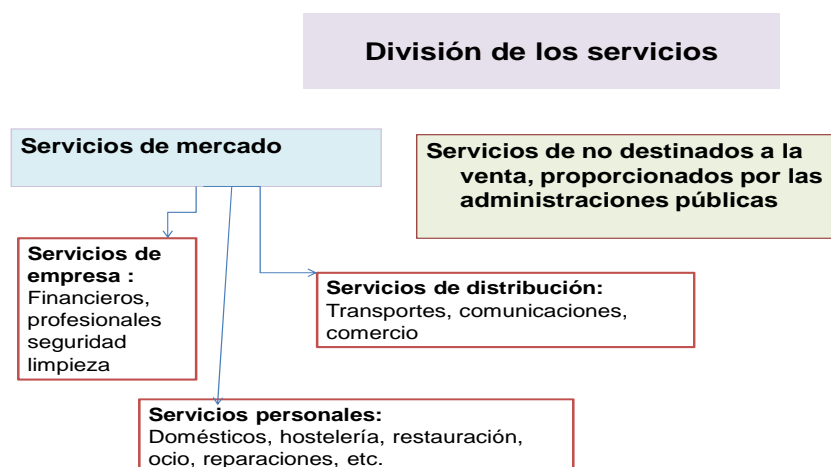 División de los servicios
Servicios de mercado
Servicios de no destinados a la
venta, proporcionados por las
administraciones públicas
Servicios de
empresa :
Financieros,
profesionales
seguridad
limpieza
Servicios de distribución:
Transportes, comunicaciones,
comercio
Servicios personales:
Domésticos, hostelería, restauración,
ocio, reparaciones, etc.